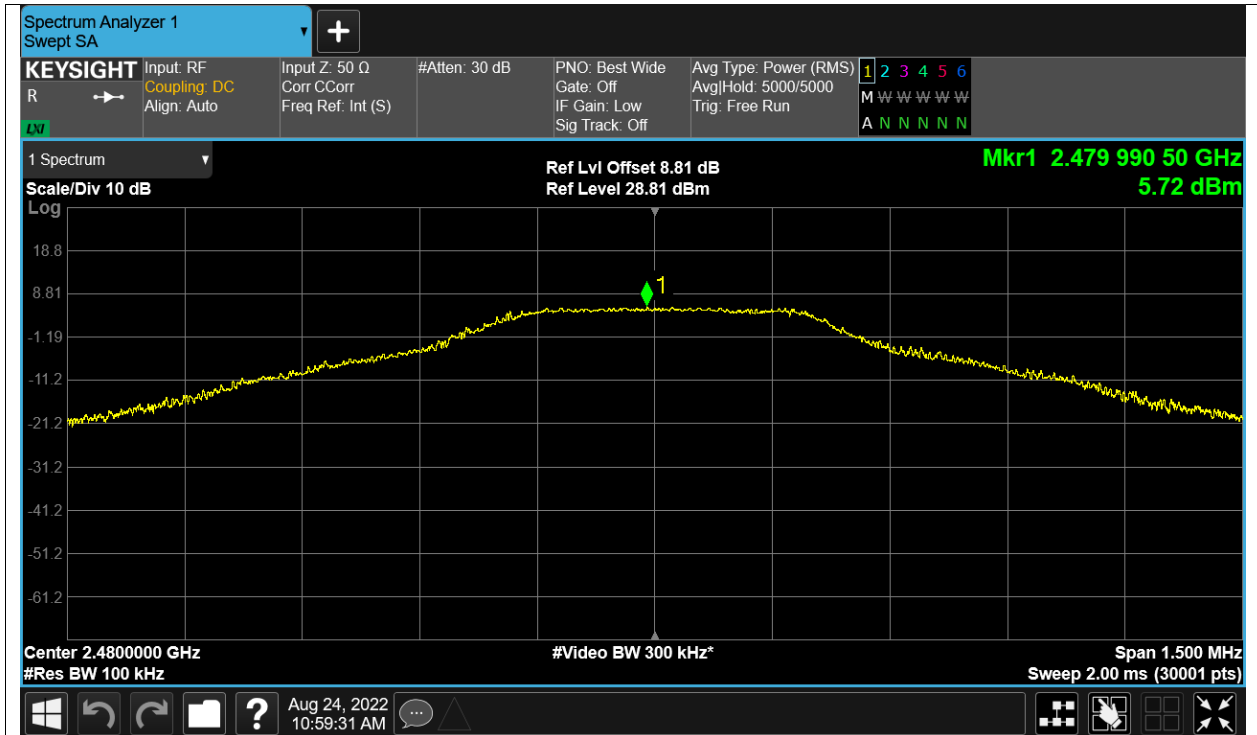 Spectrum Analyzer 1
Swept SA
+
KEYSIGHT
R
LXI
Input: RF
Coupling: DC
Align: Auto
Input Z: 50 Ω
Corr CCorr
Freq Ref: Int (S)
#Atten: 30 dB
PNO: Best Wide
Gate: Off
IF Gain: Low
Sig Track: Off
Avg Type: Power (RMS)
Avg|Hold: 5000/5000
Trig: Free Run
1 2 3 4 5 6
M W W W W W
A N N N N N
1 Spectrum
Scale/Div 10 dB
Log
Ref Lvl Offset 8.81 dB
Ref Level 28.81 dBm
Mkr1 2.479 990 50 GHz
5.72 dBm
18.8
8.81
-1.19
-11.2
-21.2
-31.2
-41.2
-51.2
-61.2
1
Center 2.4800000 GHz
#Res BW 100 kHz
#Video BW 300 kHz*
Span 1.500 MHz
Sweep 2.00 ms (30001 pts)
?
Aug 24, 2022
10:59:31 AM